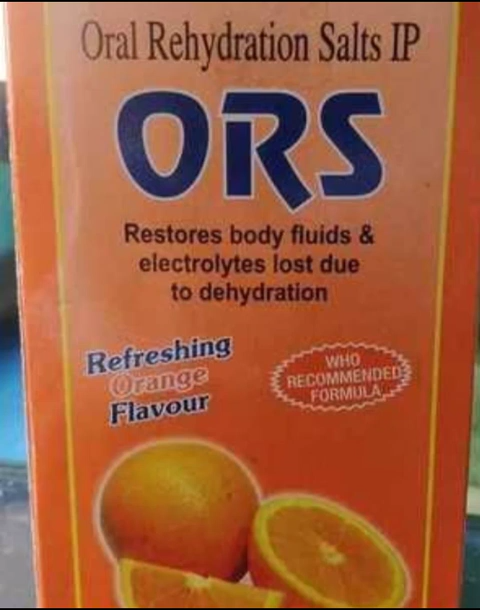 Oral Rehydration Salts IP
ORS
Restores body fluids &
electrolytes lost due
to dehydration
Refreshing
Orange
Flavour
WHO
RECOMMENDED
FORMULA